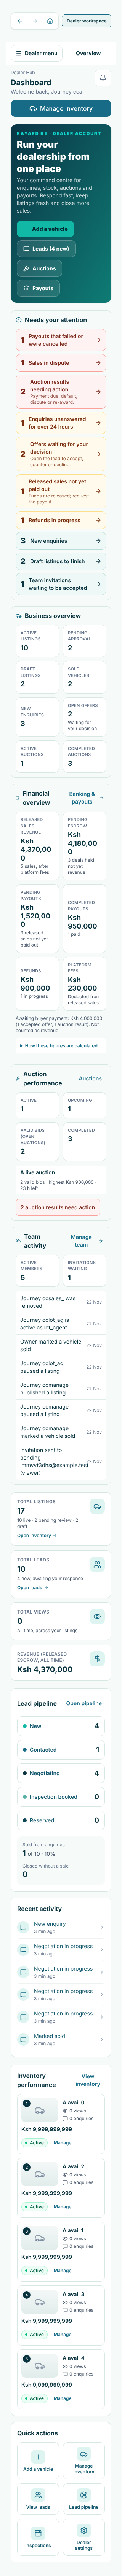 Dealer workspace
Dealer menu
Overview
Dealer Hub
Dashboard
Welcome back, Journey cca
Manage Inventory
KAYARD KE · DEALER ACCOUNT
Run your
dealership from
one place
Your command center for
enquiries, stock, auctions and
payouts. Respond fast, keep
listings fresh and close more
deals.
Add a vehicle
Leads (4 new)
Auctions
Payouts
Needs your attention
1 Payouts that failed or
were cancelled
1 Sales in dispute
2 Auction results
needing action
Payment due, default,
dispute or re-award.
1 Enquiries unanswered
for over 24 hours
2 Offers waiting for your
decision
Open the lead to accept,
counter or decline.
1 Released sales not yet
paid out
Funds are released; request
the payout.
1 Refunds in progress
3 New enquiries
2 Draft listings to finish
1 Team invitations
waiting to be accepted
Business overview
ACTIVE
LISTINGS
10
PENDING
APPROVAL
2
DRAFT
LISTINGS
2
SOLD
VEHICLES
2
NEW
ENQUIRIES
3
OPEN OFFERS
2
Waiting for
your decision
ACTIVE
AUCTIONS
1
COMPLETED
AUCTIONS
3
Financial
overview
Banking &
payouts
RELEASED
SALES
REVENUE
Ksh
4,370,00
0
5 sales, after
platform fees
PENDING
ESCROW
Ksh
4,180,00
0
3 deals held,
not yet
revenue
PENDING
PAYOUTS
Ksh
1,520,00
0
3 released
sales not yet
paid out
COMPLETED
PAYOUTS
Ksh
950,000
1 paid
REFUNDS
Ksh
900,000
1 in progress
PLATFORM
FEES
Ksh
230,000
Deducted from
released sales
Awaiting buyer payment: Ksh 4,000,000
(1 accepted offer, 1 auction result). Not
counted as revenue.
How these figures are calculated
Auction
performance
Auctions
ACTIVE
1
UPCOMING
1
VALID BIDS
(OPEN
AUCTIONS)
2
COMPLETED
3
A live auction
2 valid bids · highest Ksh 900,000 ·
23 h left
2 auction results need action
Team
activity
Manage
team
ACTIVE
MEMBERS
5
INVITATIONS
WAITING
1
Journey ccsales_ was
removed
22 Nov
Journey cclot_ag is
active as lot_agent
22 Nov
Owner marked a vehicle
sold
22 Nov
Journey cclot_ag
paused a listing
22 Nov
Journey ccmanage
published a listing
22 Nov
Journey ccmanage
paused a listing
22 Nov
Journey ccmanage
marked a vehicle sold
22 Nov
Invitation sent to
pending-
(viewer)
22 Nov
TOTAL LISTINGS
17
10 live · 2 pending review · 2
draft
Open inventory
TOTAL LEADS
10
4 new, awaiting your response
Open leads
TOTAL VIEWS
0
All time, across your listings
REVENUE (RELEASED
ESCROW, ALL TIME)
Ksh 4,370,000
Lead pipeline
Open pipeline
New 4
Contacted 1
Negotiating 4
Inspection booked 0
Reserved 0
Sold from enquiries
1 of 10 · 10%
Closed without a sale
0
Recent activity
New enquiry
3 min ago
Negotiation in progress
3 min ago
Negotiation in progress
3 min ago
Negotiation in progress
3 min ago
Negotiation in progress
3 min ago
Marked sold
3 min ago
Inventory
performance
View
inventory
1
A avail 0
0 views
0 enquiries
Ksh 9,999,999,999
Active
Manage
2
A avail 2
0 views
0 enquiries
Ksh 9,999,999,999
Active
Manage
3
A avail 1
0 views
0 enquiries
Ksh 9,999,999,999
Active
Manage
4
A avail 3
0 views
0 enquiries
Ksh 9,999,999,999
Active
Manage
5
A avail 4
0 views
0 enquiries
Ksh 9,999,999,999
Active
Manage
Quick actions
Add a vehicle
Manage
inventory
View leads
Lead pipeline
Inspections
Dealer
settings